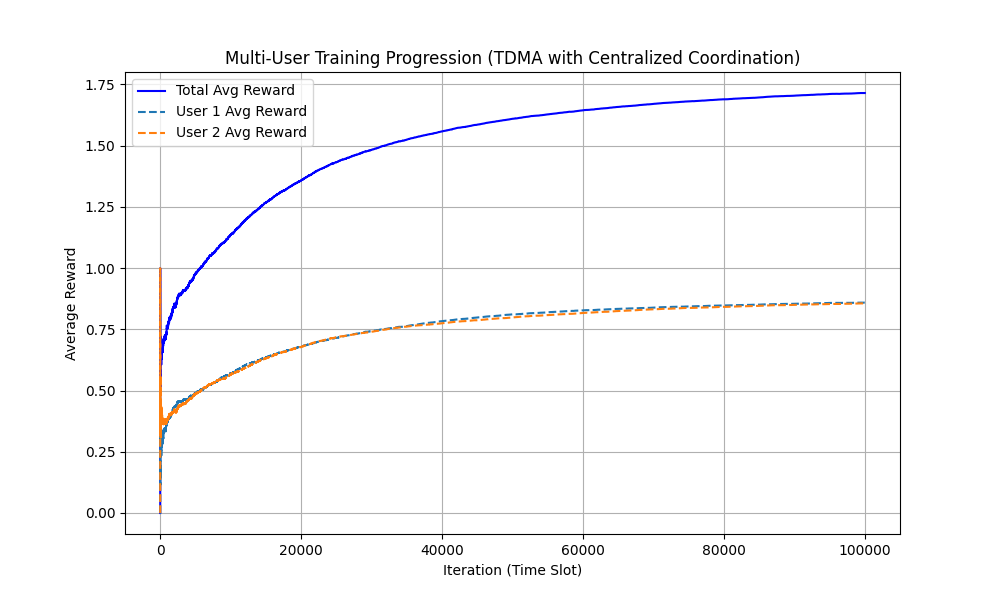 Multi-User Training Progression (TDMA with Centralized Coordination)
Total Avg Reward
User 1 Avg Reward
User 2 Avg Reward
Average Reward
1.75
1.50
1.25
1.00
0.75
0.50
0.25
0.00
0 20000 40000 60000 80000 100000
Iteration (Time Slot)